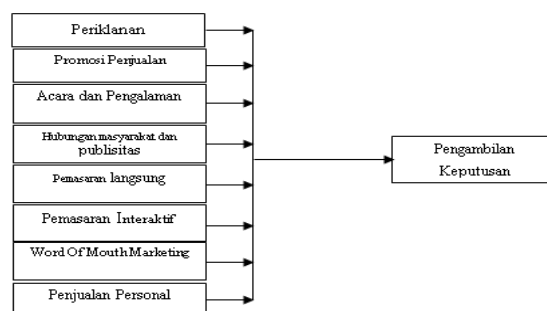 Periklanan
Promosi Penjualan
Acara dan Pengalaman
Hubungan masyarakat dan
publisitas
Pemasaran langsung
Pemasaran Interaktif
Word Of Mouth Marketing
Penjualan Personal
Pengambilan
Keputusan